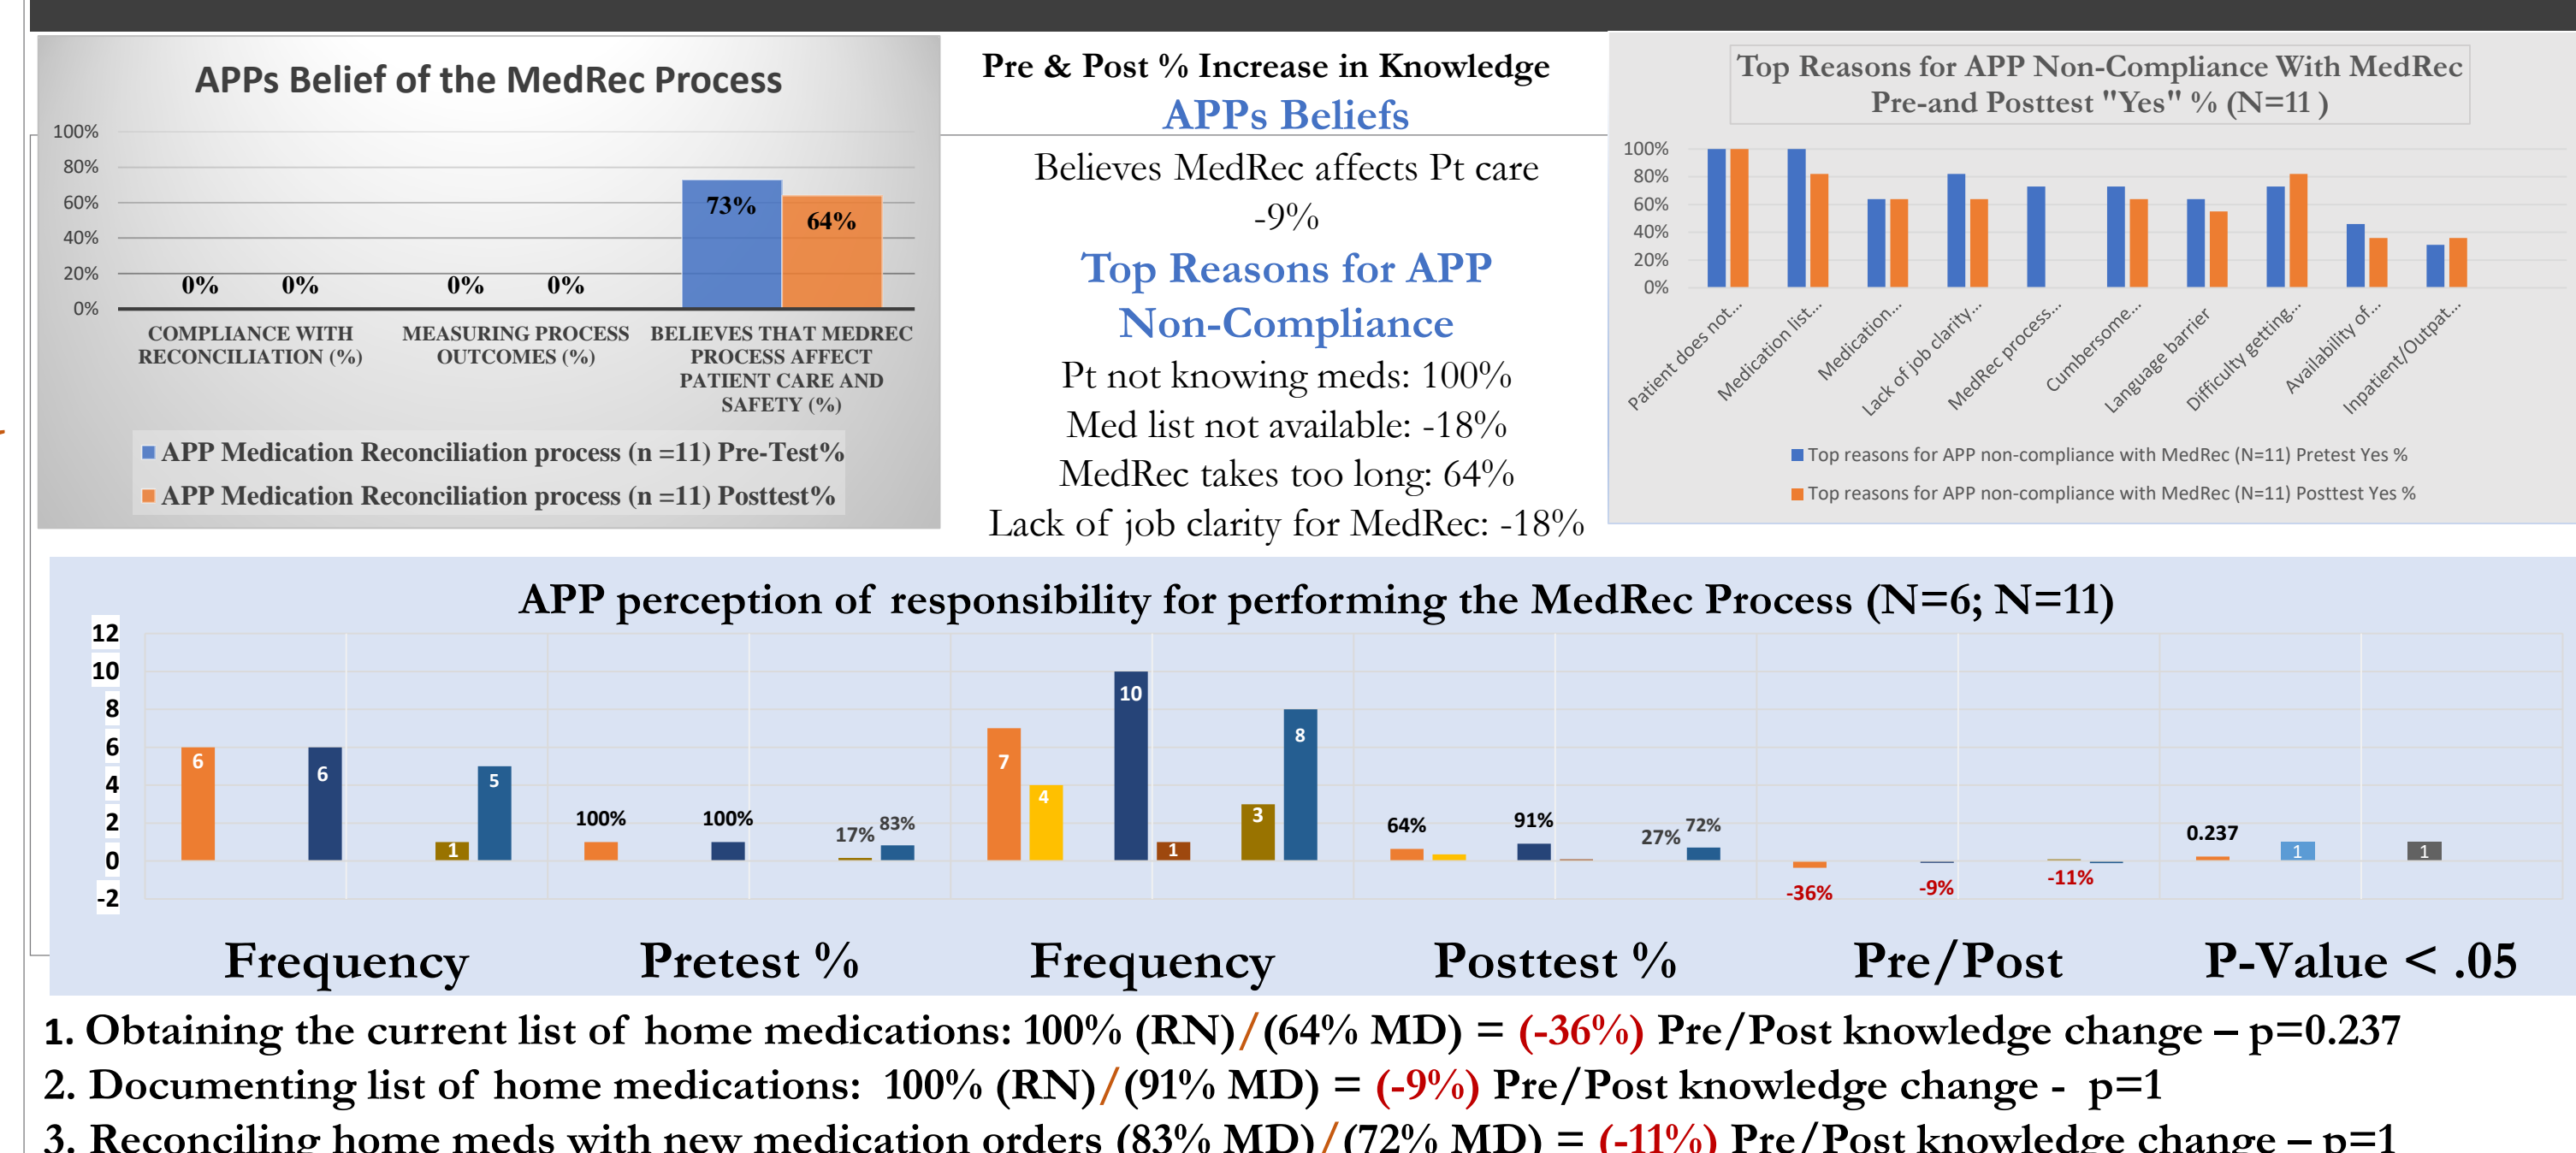 APPs Belief of the MedRec Process
100%
80%
60%
40%
20%
0%
0%
0%
0%
0%
73%
64%
COMPLIANCE WITH
RECONCILIATION (%)
MEASURING PROCESS
OUTCOMES (%)
BELIEVES THAT MEDREC
PROCESS AFFECT
PATIENT CARE AND
SAFETY (%)
APP Medication Reconciliation process (n =11) Pre-Test%
APP Medication Reconciliation process (n =11) Posttest%
Pre & Post % Increase in Knowledge
APPs Beliefs
Believes MedRec affects Pt care
-9%
Top Reasons for APP
Non-Compliance
Pt not knowing meds: 100%
Med list not available: -18%
MedRec takes too long: 64%
Lack of job clarity for MedRec: -18%
Top Reasons for APP Non-Compliance With MedRec
Pre-and Posttest "Yes" % (N=11 )
100%
80%
60%
40%
20%
0%
Patient does not...
Medication list...
Medication...
Lack of job clarity...
MedRec process...
Cumbersome...
Language barrier
Difficulty getting...
Availability of...
Inpatient/Outpat...
Top reasons for APP non-compliance with MedRec (N=11) Pretest Yes %
Top reasons for APP non-compliance with MedRec (N=11) Posttest Yes %
APP perception of responsibility for performing the MedRec Process (N=6; N=11)
12
10
8
6
4
2
0
-2
6
6
1
5
100%
100%
17%
83%
7
4
10
1
3
8
64%
91%
27%
72%
-36%
-9%
-11%
0.237
1
1
Frequency
Pretest %
Frequency
Posttest %
Pre/Post
P-Value < .05
1. Obtaining the current list of home medications: 100% (RN)/(64% MD) = (-36%) Pre/Post knowledge change – p=0.237
2. Documenting list of home medications: 100% (RN)/(91% MD) = (-9%) Pre/Post knowledge change - p=1
3. Reconciling home meds with new medication orders (83% MD)/(72% MD) = (-11%) Pre/Post knowledge change – p=1